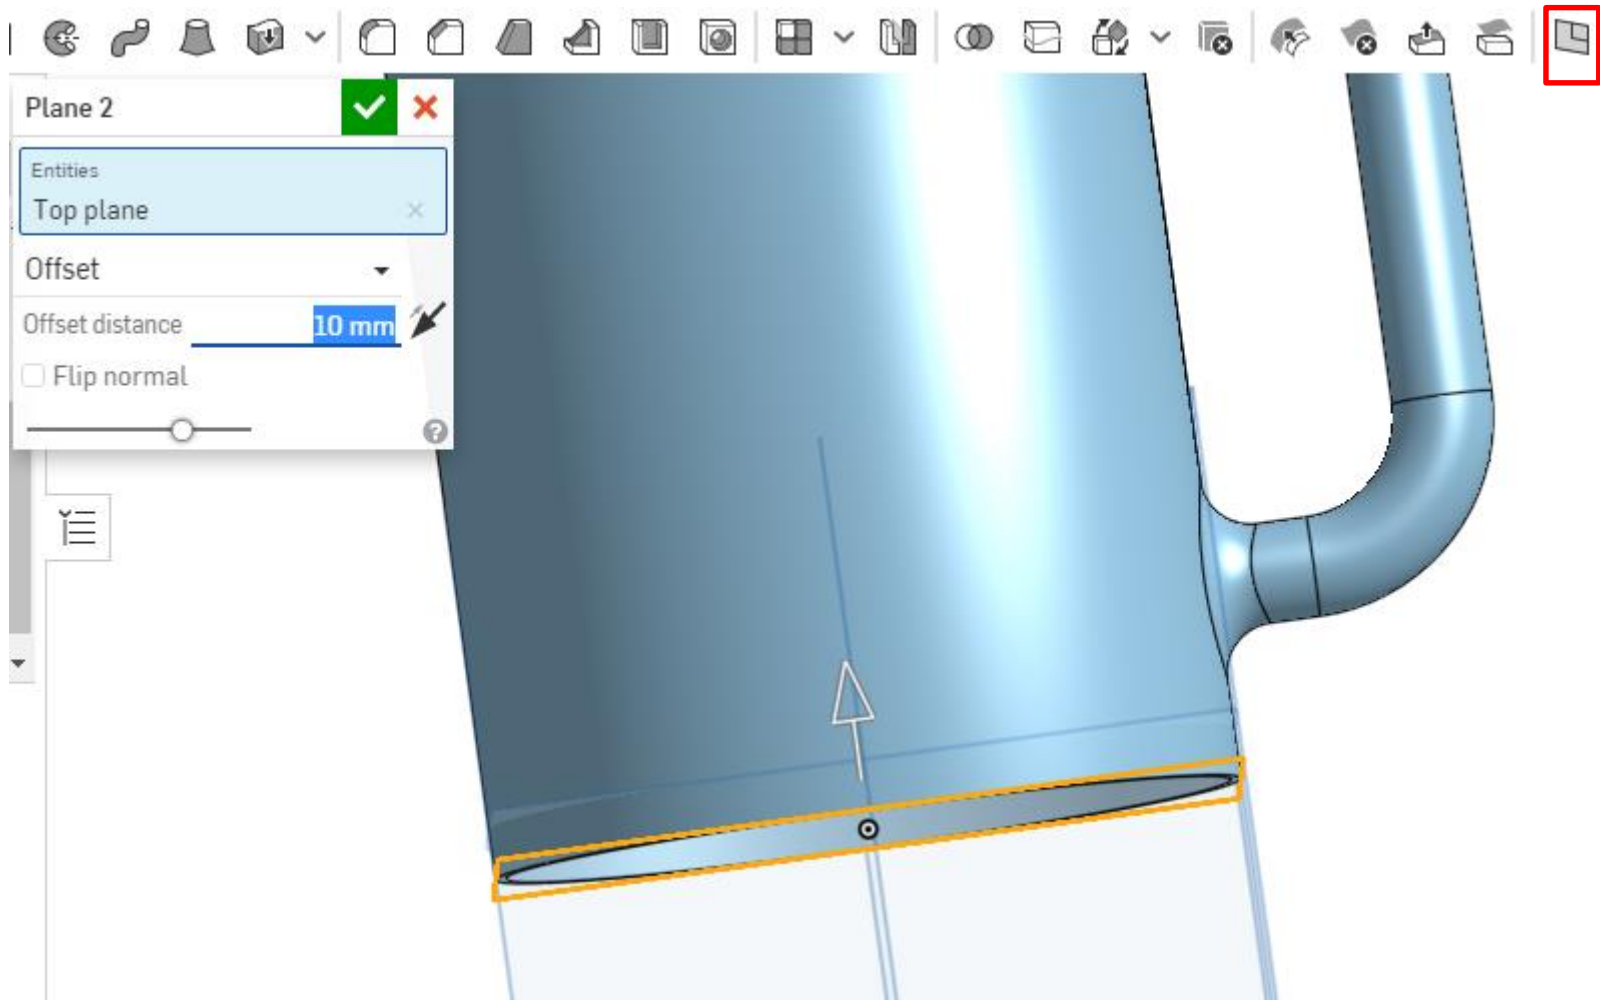 Plane 2
Entities
Top plane
Offset
Offset distance 10 mm
Flip normal